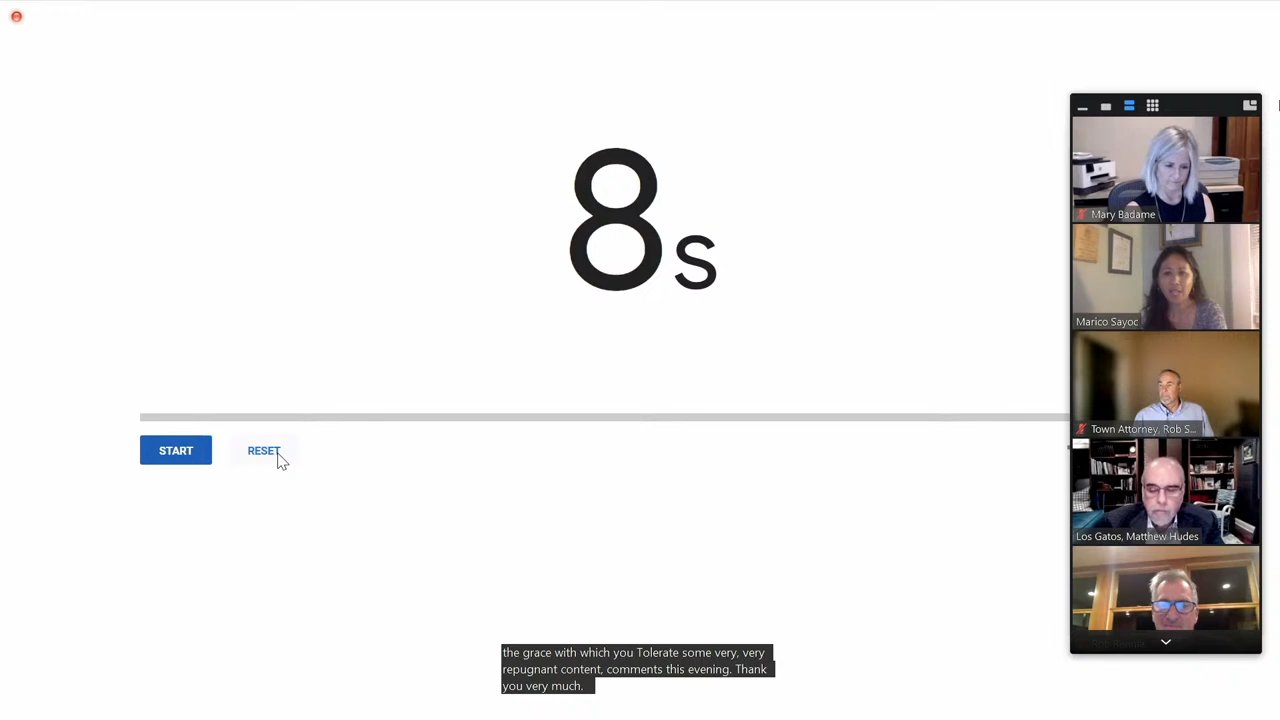 8s
START
RESET
Mary Badame
Marico Sayoc
Town Attorney, Rob S...
Los Gatos, Matthew Hudes
the grace with which you Tolerate some very, very
repugnant content, comments this evening. Thank
you very much.